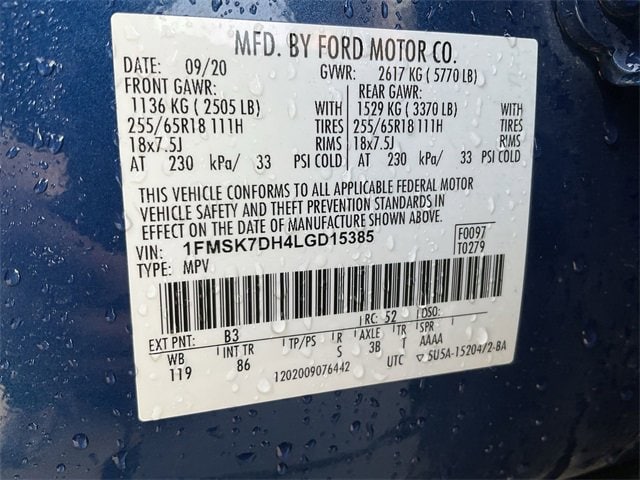 MFD. BY FORD MOTOR CO.
DATE: 09/20 GVWR: 2617 KG ( 5770 LB)
FRONT GAWR: REAR GAWR:
1136 KG ( 2505 LB) WITH 1529 KG ( 3370 LB) WITH
255/65R18 111H TIRES 255/65R18 111H TIRES
18x7.5J RIMS 18x7.5J RIMS
AT 230 kPa/ 33 PSI COLD AT 230 kPa/ 33 PSI COLD
THIS VEHICLE CONFORMS TO ALL APPLICABLE FEDERAL MOTOR
VEHICLE SAFETY AND THEFT PREVENTION STANDARDS IN
EFFECT ON THE DATE OF MANUFACTURE SHOWN ABOVE.
VIN: 1FMSK7DH4LGD15385 F0097
TYPE: MPV T0279
EXT PNT: B3 RC: 52 DSO:
WB INT TR TP/PS R AXLE TR SPR
119 86 S 3B T AAAA
1202009076442 UTC ▽ 5U5A-1520472-BA